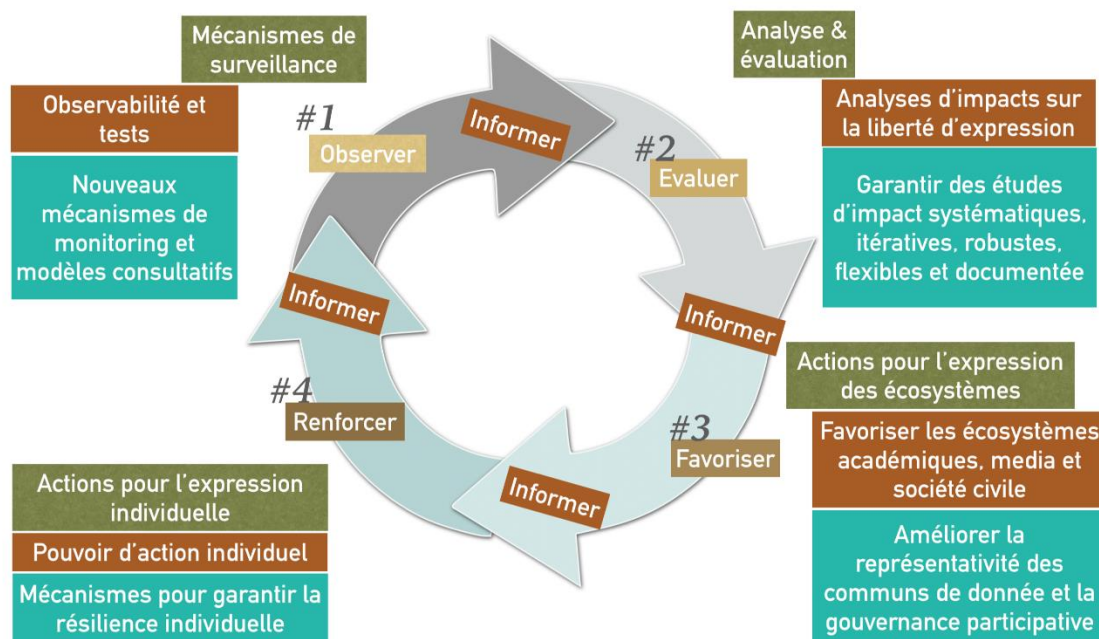 Mécanismes de
surveillance
Observabilité et
tests
Nouveaux
mécanismes de
monitoring et
modèles consultatifs
#1
Observer
Informer
Analyse &
évaluation
Analyses d’impacts sur
la liberté d’expression
Garantir des études
d’impact systématiques,
itératives, robustes,
flexibles et documentée
#2
Evaluer
Informer
Actions pour l’expression
des écosystèmes
Favoriser les écosystèmes
académiques, media et
société civile
Améliorer la
représentativité des
communs de donnée et la
gouvernance participative
#3
Favoriser
Informer
Actions pour l’expression
individuelle
Pouvoir d’action individuel
Mécanismes pour garantir la
résilience individuelle
#4
Renforcer
Informer